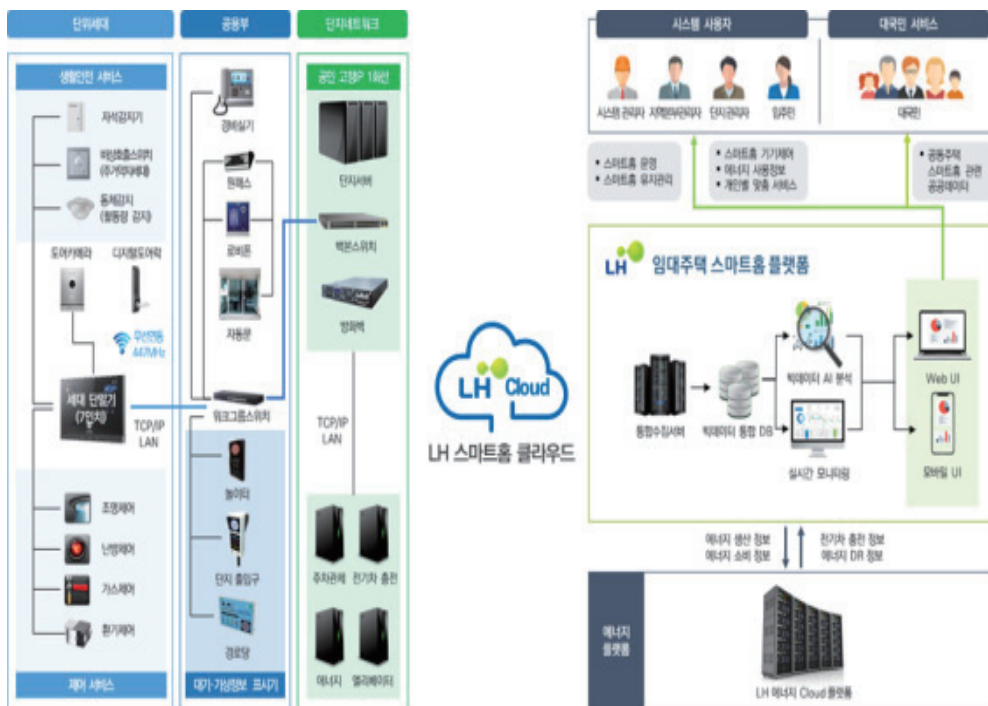 단위세대
생활안전 서비스
자석감지기
비상호출스위치
(주거약자세대)
동체감지
(활동량 감지)
도어카메라
디지털도어락
무선연동
447MHz
세대 단말기
(7인치)
TCP/IP
LAN
조명제어
난방제어
가스제어
환기제어
제어 서비스
공용부
경비실기
원패스
로비폰
자동문
워크그룹스위치
놀이터
단지 출입구
경로당
대기·기상정보 표시기
단지네트워크
공인 고정IP 1회선
단지서버
백본스위치
방화벽
TCP/IP
LAN
주차관제
전기차 충전
에너지
엘리베이터
LH Cloud
LH 스마트홈 클라우드
시스템 사용자
시스템 관리자
지역본부관리자
단지 관리자
입주민
대국민 서비스
대국민
• 스마트홈 운영
• 스마트홈 유지관리
• 스마트홈 기기제어
• 에너지 사용정보
• 개인별 맞춤 서비스
• 공동주택
스마트홈 관련
공공데이터
LH 임대주택 스마트홈 플랫폼
통합수집서버
빅데이터 통합 DB
빅데이터 AI 분석
실시간 모니터링
Web UI
모바일 UI
에너지 생산 정보
에너지 소비 정보
전기차 충전 정보
에너지 DR 정보
에너지
플랫폼
LH 에너지 Cloud 플랫폼